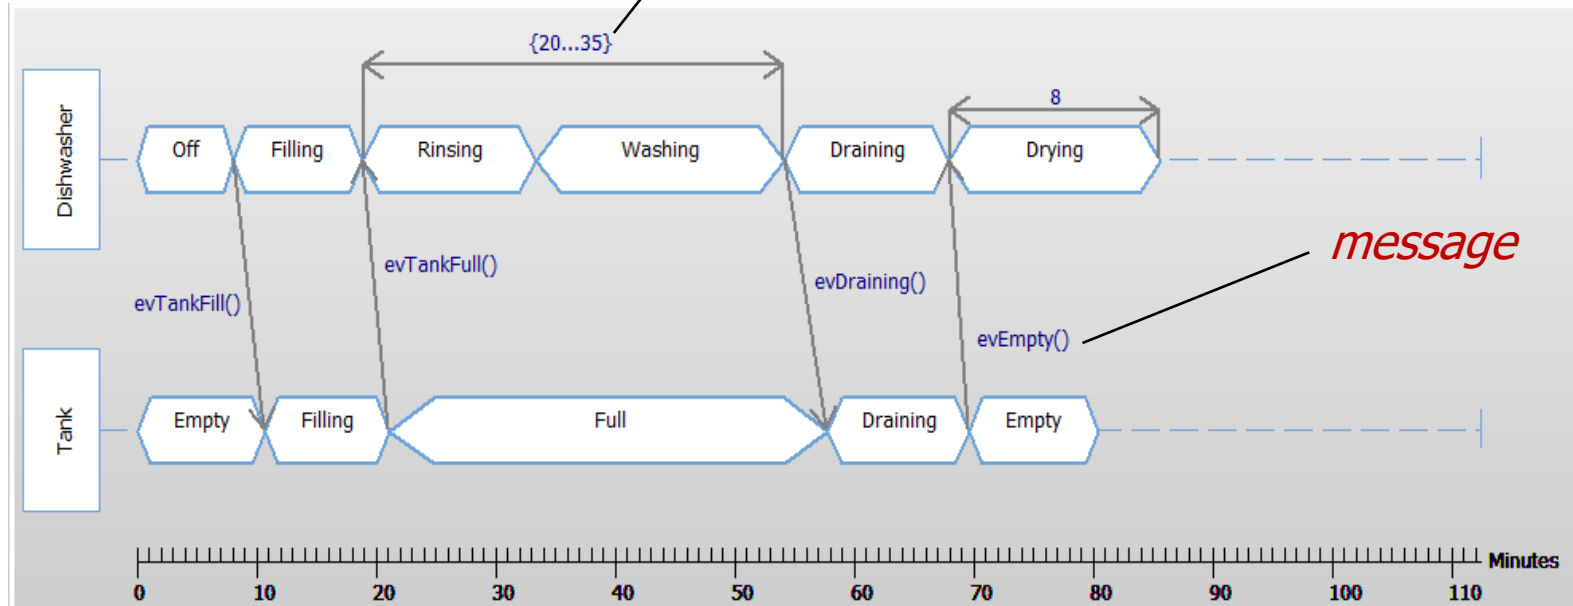 {20...35}
8
Dishwasher
Off
Filling
Rinsing
Washing
Draining
Drying
message
evTankFull()
evDraining()
evTankFill()
evEmpty()
Tank
Empty
Filling
Full
Draining
Empty
Minutes
0 10 20 30 40 50 60 70 80 90 100 110